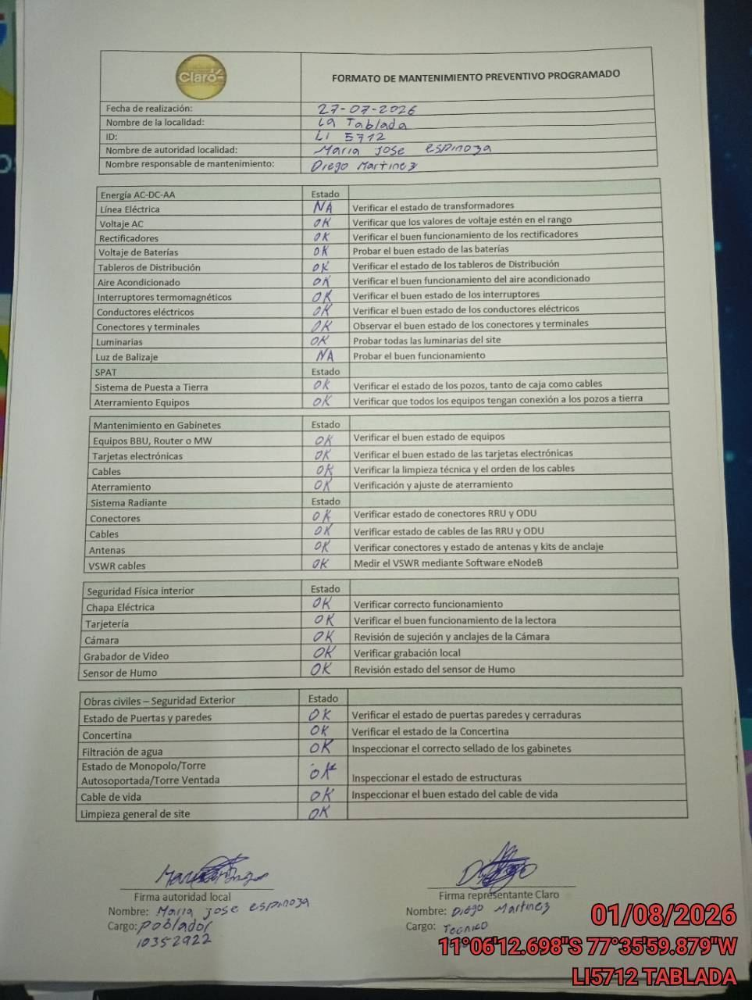 Claro
FORMATO DE MANTENIMIENTO PREVENTIVO PROGRAMADO
Fecha de realización: 27-07-2026
Nombre de la localidad: La Tablada
ID: LI 5712
Nombre de autoridad localidad: Maria Jose espinoza
Nombre responsable de mantenimiento: Diego Martinez
Energía AC-DC-AA Estado
Línea Eléctrica NA Verificar el estado de transformadores
Voltaje AC OK Verificar que los valores de voltaje estén en el rango
Rectificadores OK Verificar el buen funcionamiento de los rectificadores
Voltaje de Baterías OK Probar el buen estado de las baterías
Tableros de Distribución OK Verificar el estado de los tableros de Distribución
Aire Acondicionado OK Verificar el buen funcionamiento del aire acondicionado
Interruptores termomagnéticos OK Verificar el buen estado de los interruptores
Conductores eléctricos OK Verificar el buen estado de los conductores eléctricos
Conectores y terminales OK Observar el buen estado de los conectores y terminales
Luminarias OK Probar todas las luminarias del site
Luz de Balizaje NA Probar el buen funcionamiento
SPAT Estado
Sistema de Puesta a Tierra OK Verificar el estado de los pozos, tanto de caja como cables
Aterramiento Equipos OK Verificar que todos los equipos tengan conexión a los pozos a tierra
Mantenimiento en Gabinetes Estado
Equipos BBU, Router o MW OK Verificar el buen estado de equipos
Tarjetas electrónicas OK Verificar el buen estado de las tarjetas electrónicas
Cables OK Verificar la limpieza técnica y el orden de los cables
Aterramiento OK Verificación y ajuste de aterramiento
Sistema Radiante Estado
Conectores OK Verificar estado de conectores RRU y ODU
Cables OK Verificar estado de cables de las RRU y ODU
Antenas OK Verificar conectores y estado de antenas y kits de anclaje
VSWR cables OK Medir el VSWR mediante Software eNodeB
Seguridad Física interior Estado
Chapa Eléctrica OK Verificar correcto funcionamiento
Tarjetería OK Verificar el buen funcionamiento de la lectora
Cámara OK Revisión de sujeción y anclajes de la Cámara
Grabador de Video OK Verificar grabación local
Sensor de Humo OK Revisión estado del sensor de Humo
Obras civiles – Seguridad Exterior Estado
Estado de Puertas y paredes OK Verificar el estado de puertas paredes y cerraduras
Concertina OK Verificar el estado de la Concertina
Filtración de agua OK Inspeccionar el correcto sellado de los gabinetes
Estado de Monopolo/Torre
Autosoportada/Torre Ventada OK Inspeccionar el estado de estructuras
Cable de vida OK Inspeccionar el buen estado del cable de vida
Limpieza general de site OK
Firma autoridad local Firma representante Claro
Nombre: Maria jose espinoza Nombre: Diego Martinez
Cargo: Poblador Cargo: Tecnico
10352922
01/08/2026
11°06'12.698"S 77°35'59.879"W
LI5712 TABLADA